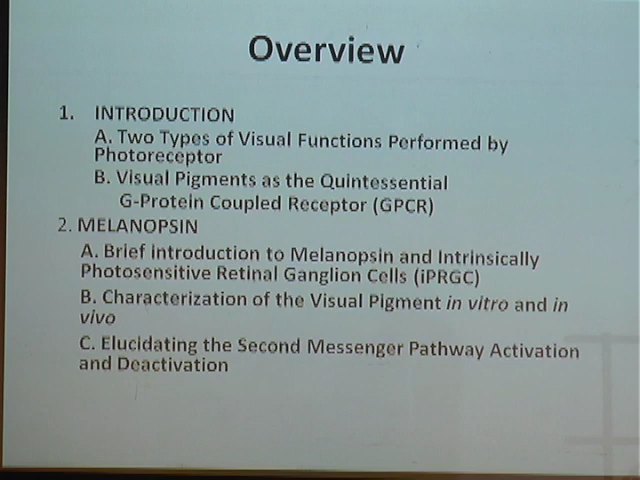 Overview
1. INTRODUCTION
A. Two Types of Visual Functions Performed by
Photoreceptor
B. Visual Pigments as the Quintessential
G-Protein Coupled Receptor (GPCR)
2. MELANOPSIN
A. Brief Introduction to Melanopsin and Intrinsically
Photosensitive Retinal Ganglion Cells (iPRGC)
B. Characterization of the Visual Pigment in vitro and in
vivo
C. Elucidating the Second Messenger Pathway Activation
and Deactivation